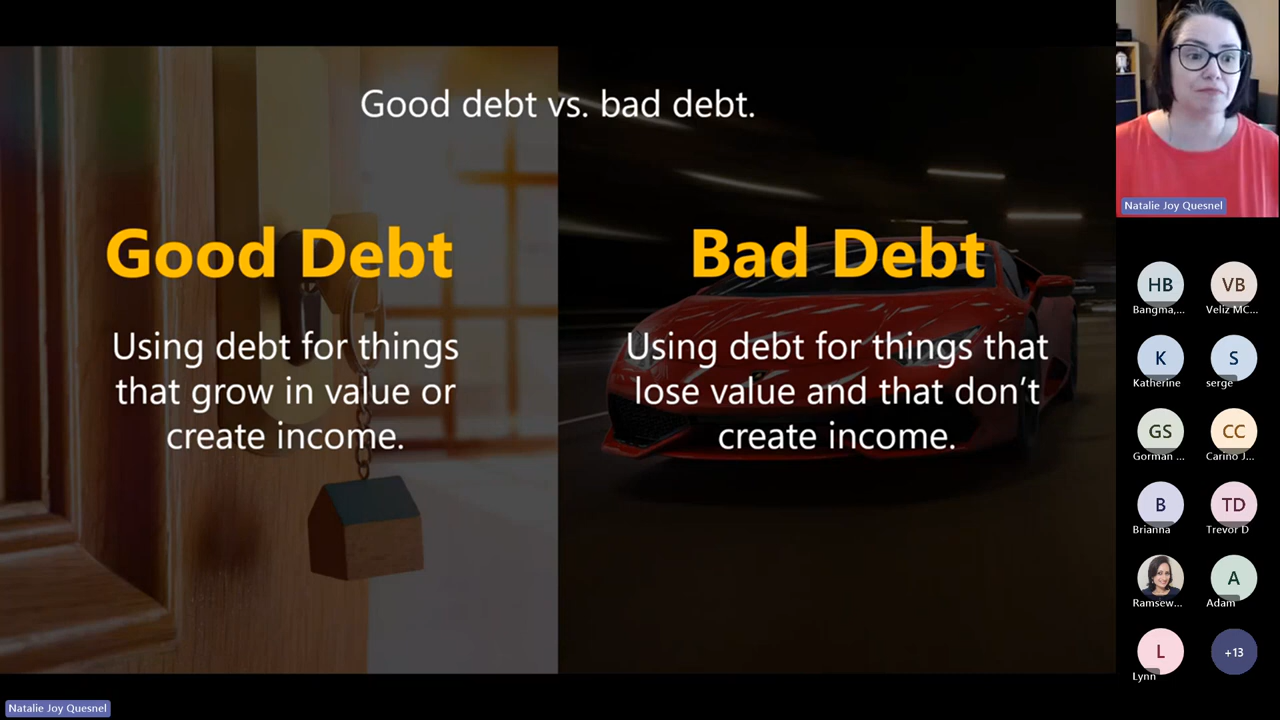 Good debt vs. bad debt.
Good Debt
Using debt for things
that grow in value or
create income.
Bad Debt
Using debt for things that
lose value and that don't
create income.
Natalie Joy Quesnel
HB
Bangma,...
VB
Veliz MC...
K
Katherine
S
serge
GS
Gorman ...
CC
Carino J...
B
Brianna
TD
Trevor D
Ramsew...
A
Adam
L
Lynn
+13
Natalie Joy Quesnel